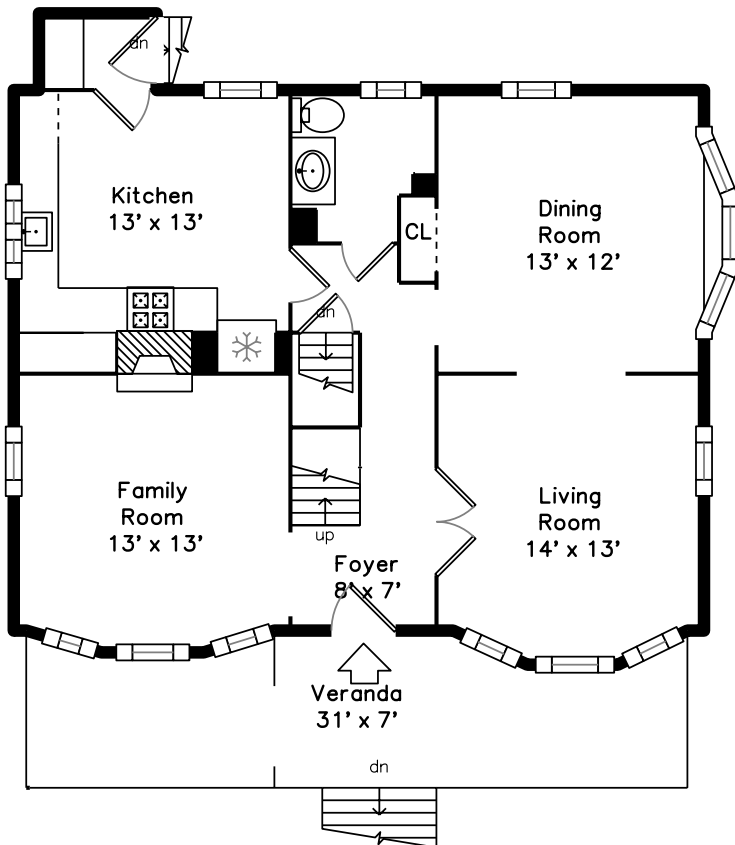 dn
Kitchen
13' x 13'
CL
Dining
Room
13' x 12'
dn
Family
Room
13' x 13'
Living
Room
14' x 13'
up
Foyer
8' x 7'
Veranda
31' x 7'
dn